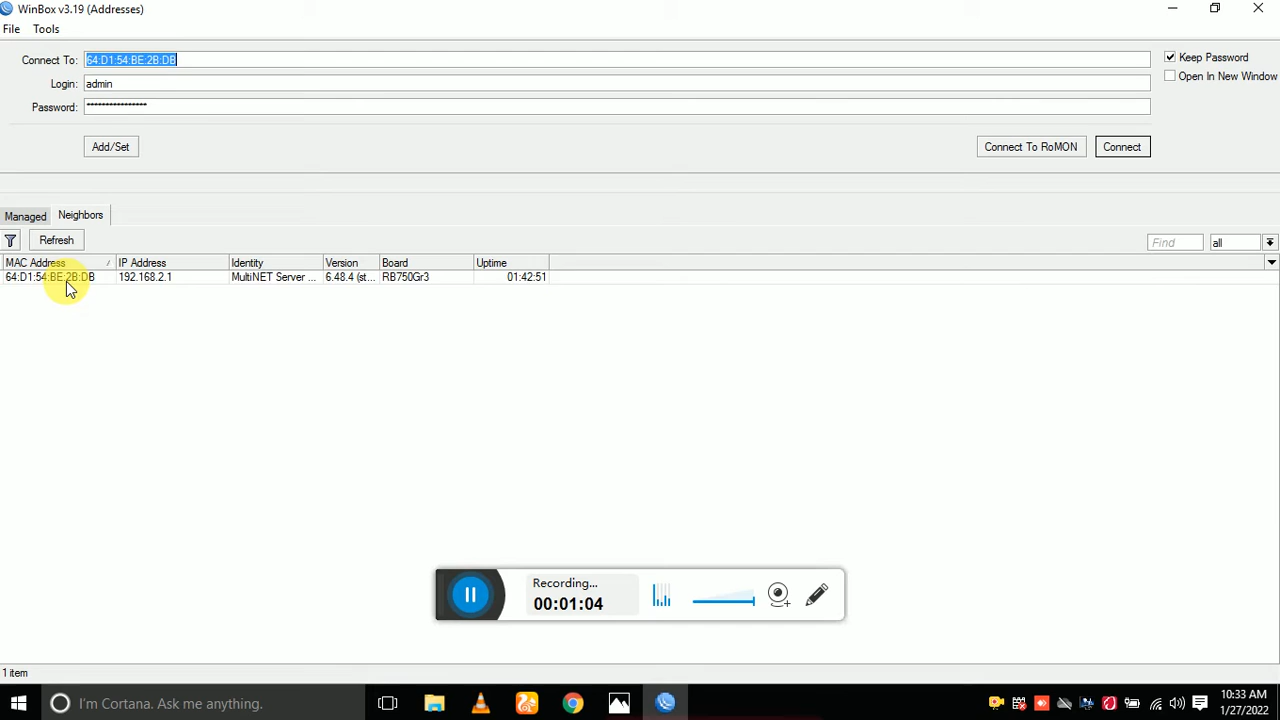 WinBox v3.19 (Addresses)
File Tools
Connect To: 64:D1:54:BE:2B:DB
Keep Password
Open In New Window
Login: admin
Password: ****************
Add/Set
Connect To RoMON
Connect
Managed
Neighbors
Refresh
Find
all
MAC Address IP Address Identity Version Board Uptime
64:D1:54:BE:2B:DB 192.168.2.1 MultiNET Server ... 6.48.4 (st... RB750Gr3 01:42:51
Recording...
00:01:04
1 item
I'm Cortana. Ask me anything.
10:33 AM
1/27/2022